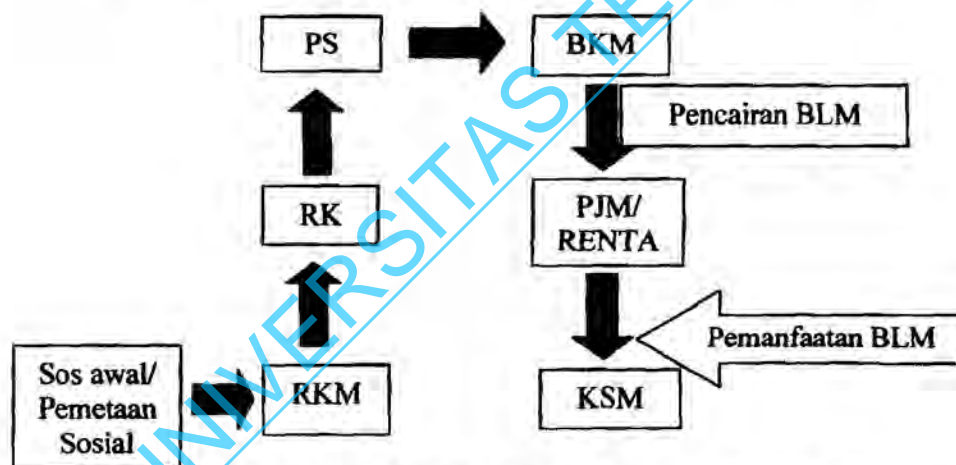 PS
BKM
Pencairan BLM
RK
PJM/
RENTA
Pemanfaatan BLM
Sos awal/
Pemetaan
Sosial
RKM
KSM
UNIVERSITAS TE